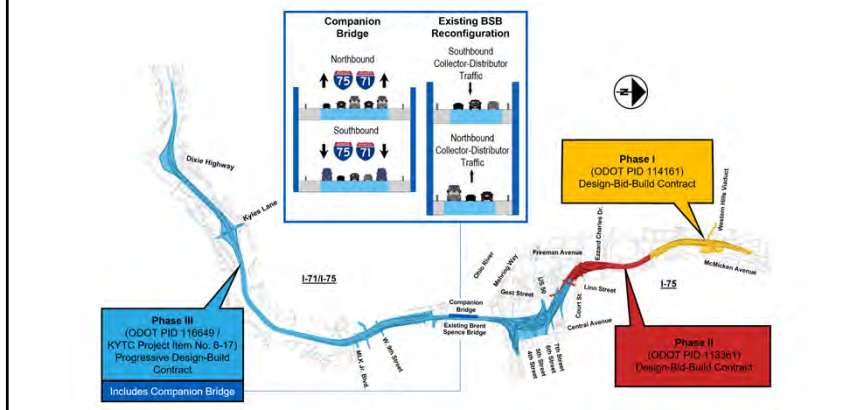 Companion
Bridge
Northbound
75 71
Southbound
75 71
Existing BSB
Reconfiguration
Southbound
Collector-Distributor
Traffic
Northbound
Collector-Distributor
Traffic
N
Phase I
(ODOT PID 114161)
Design-Bid-Build Contract
Western Hills Viaduct
McMicken Avenue
Dixie Highway
Kyles Lane
I-71/I-75
Ohio River
Mehring Way
Gest Street
Freeman Avenue
Ezzard Charles Dr.
US 50
Linn Street
Court St
Central Avenue
I-75
Companion
Bridge
Existing Brent
Spence Bridge
7th Street
6th Street
5th Street
4th Street
MLK Jr. Blvd.
W. 9th Street
Phase III
(ODOT PID 116649 /
KYTC Project Item No. 6-17)
Progressive Design-Build
Contract
Includes Companion Bridge
Phase II
(ODOT PID 113361)
Design-Bid-Build Contract